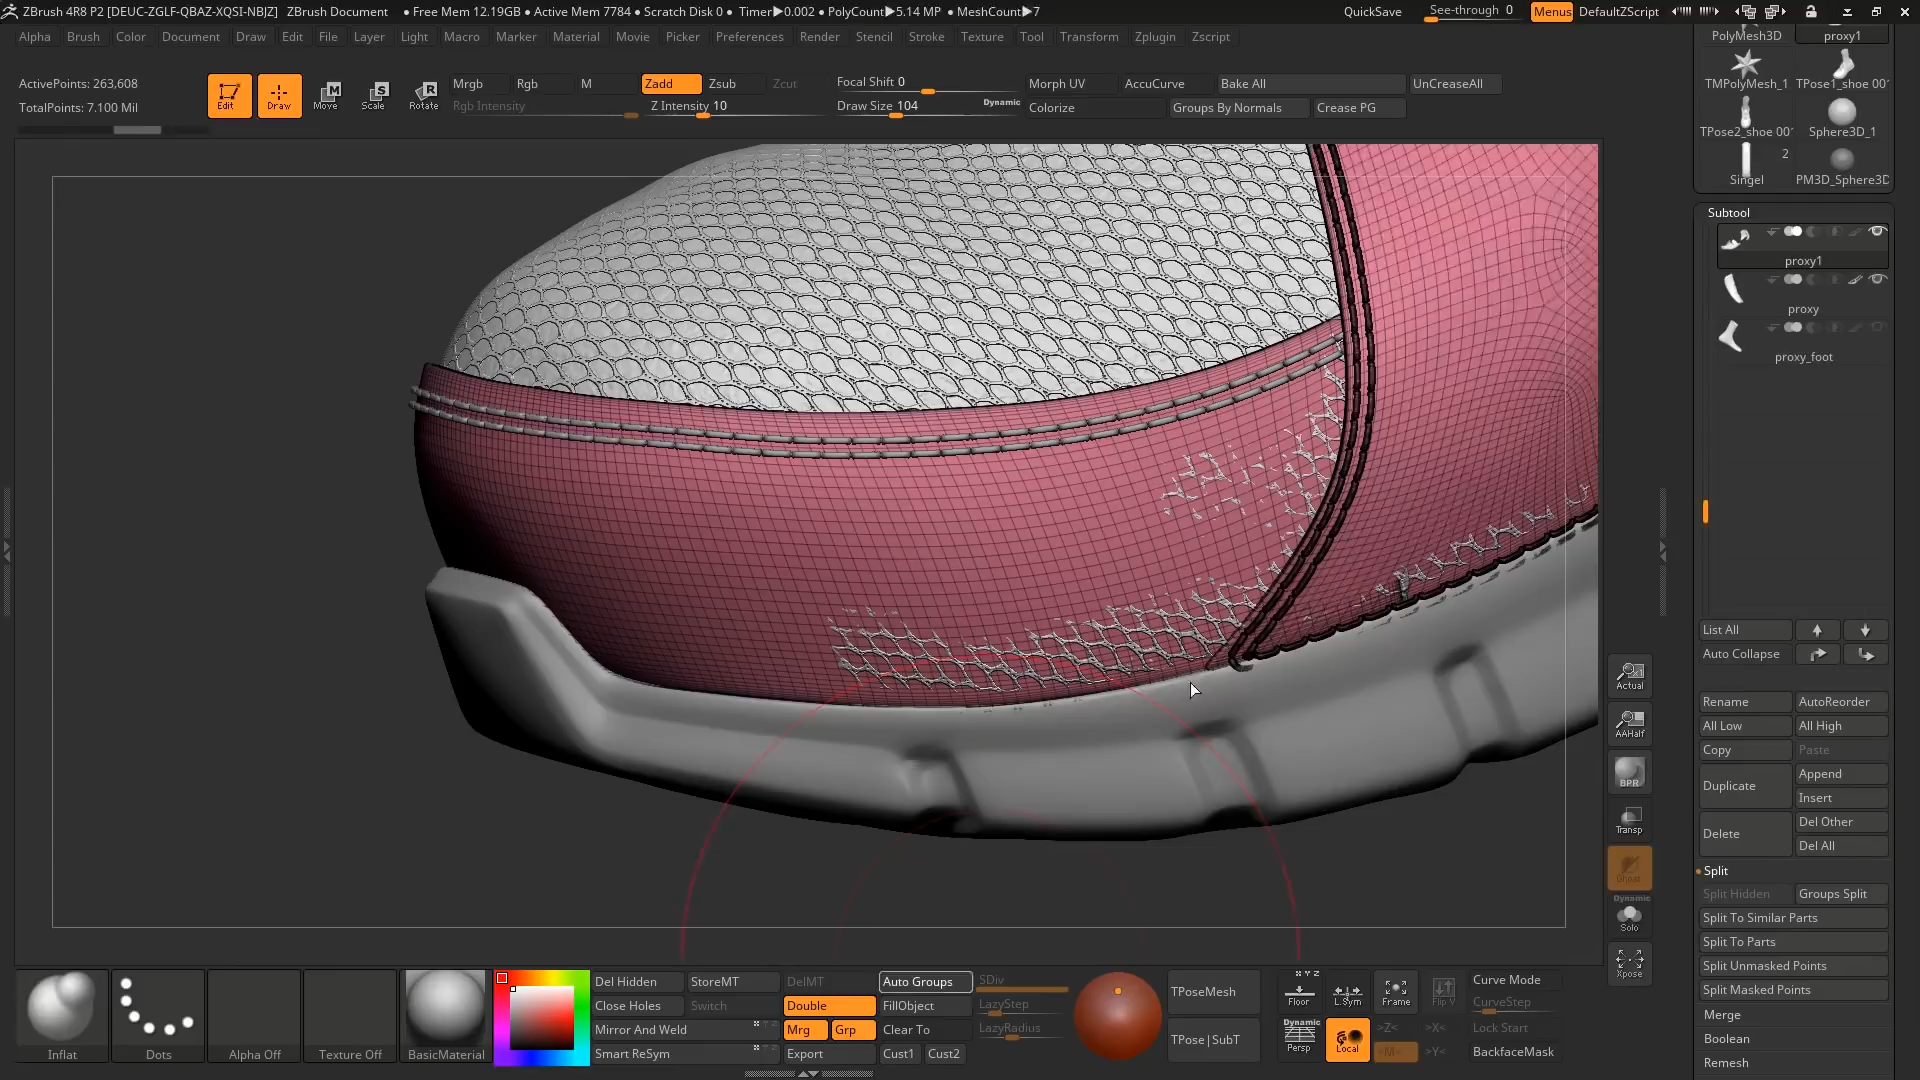 ZBrush 4R8 P2 [DEUC-ZGLF-QBAZ-XQSI-NBJZ] ZBrush Document • Free Mem 12.19GB • Active Mem 7784 • Scratch Disk 0 • Timer▶0.002 • PolyCount▶5.14 MP • MeshCount▶7 QuickSave See-through 0 Menus DefaultZScript
Alpha Brush Color Document Draw Edit File Layer Light Macro Marker Material Movie Picker Preferences Render Stencil Stroke Texture Tool Transform Zplugin Zscript
PolyMesh3D proxy1
ActivePoints: 263,608
TotalPoints: 7.100 Mil
Edit Draw Move Scale Rotate
Mrgb Rgb M Zadd Zsub Zcut
Rgb Intensity Z Intensity 10
Focal Shift 0
Draw Size 104 Dynamic
Morph UV AccuCurve Bake All UnCreaseAll
Colorize Groups By Normals Crease PG
TMPolyMesh_1 TPose1_shoe 00
TPose2_shoe 00 Sphere3D_1
2
Singel PM3D_Sphere3D
Subtool
proxy1
proxy
proxy_foot
List All
Auto Collapse
Rename AutoReorder
All Low All High
Copy Paste
Duplicate Append
Insert
Delete Del Other
Del All
Split
Split Hidden Groups Split
Split To Similar Parts
Split To Parts
Split Unmasked Points
Split Masked Points
Merge
Boolean
Remesh
Actual
AAHalf
BPR
Transp
Dynamic
Solo
Xpose
Inflat Dots Alpha Off Texture Off BasicMaterial
Del Hidden StoreMT DelMT Auto Groups SDiv
Close Holes Switch Double FillObject LazyStep
Mirror And Weld Mrg Grp Clear To LazyRadius
Smart ReSym Export Cust1 Cust2
TPoseMesh
TPose|SubT
Floor L.Sym Frame Flip V
Dynamic
Persp Local >Z< >X<
>M< >Y<
Curve Mode
CurveStep
Lock Start
BackfaceMask